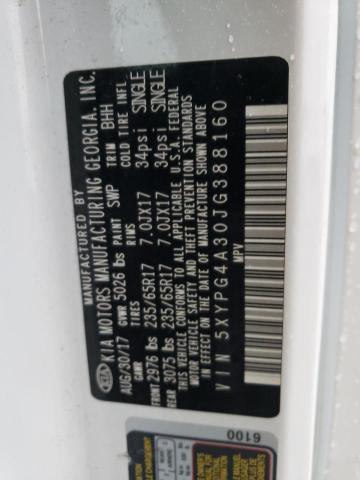 MANUFACTURED BY
KIA MOTORS MANUFACTURING GEORGIA, INC.
KIA
AUG/30/17 PAINT SWP TRIM BHH
GVWR 5026 lbs
GAWR TIRES RIMS COLD TIRE INFL
FRONT 2976 lbs 235/65R17 7.0JX17 34psi SINGLE
REAR 3075 lbs 235/65R17 7.0JX17 34psi SINGLE
THIS VEHICLE CONFORMS TO ALL APPLICABLE U.S.A. FEDERAL
MOTOR VEHICLE SAFETY AND THEFT PREVENTION STANDARDS
IN EFFECT ON THE DATE OF MANUFACTURE SHOWN ABOVE
VIN 5XYPG4A30JG388160
MPV
6100